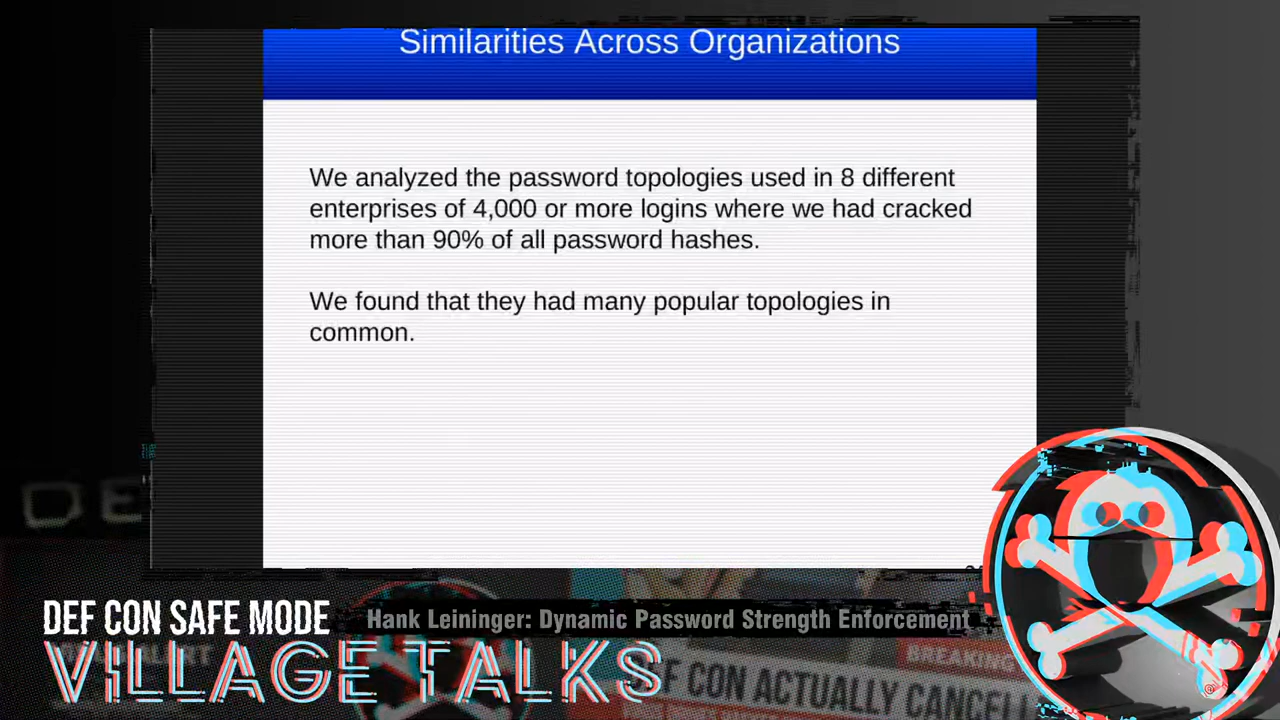 Similarities Across Organizations
We analyzed the password topologies used in 8 different
enterprises of 4,000 or more logins where we had cracked
more than 90% of all password hashes.
We found that they had many popular topologies in
common.
DEF CON SAFE MODE
Hank Leininger: Dynamic Password Strength Enforcement
VILLAGE TALKS
BREAKING
DEF CON ACTUALLY CANCELL
DE